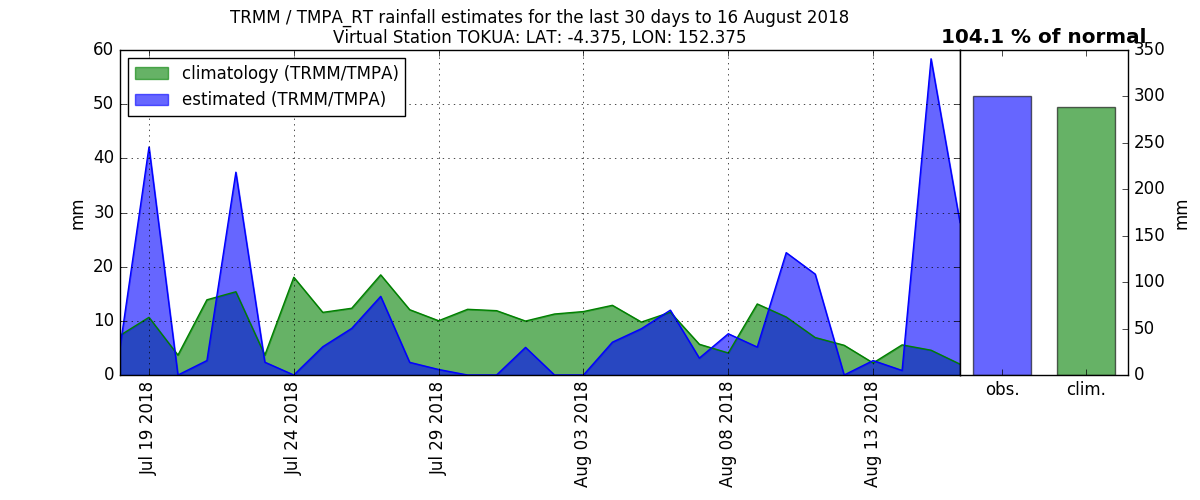 TRMM / TMPA_RT rainfall estimates for the last 30 days to 16 August 2018
Virtual Station TOKUA: LAT: -4.375, LON: 152.375
104.1 % of normal
climatology (TRMM/TMPA)
estimated (TRMM/TMPA)
60
50
40
30
20
10
0
mm
Jul 19 2018
Jul 24 2018
Jul 29 2018
Aug 03 2018
Aug 08 2018
Aug 13 2018
350
300
250
200
150
100
50
0
mm
obs.
clim.